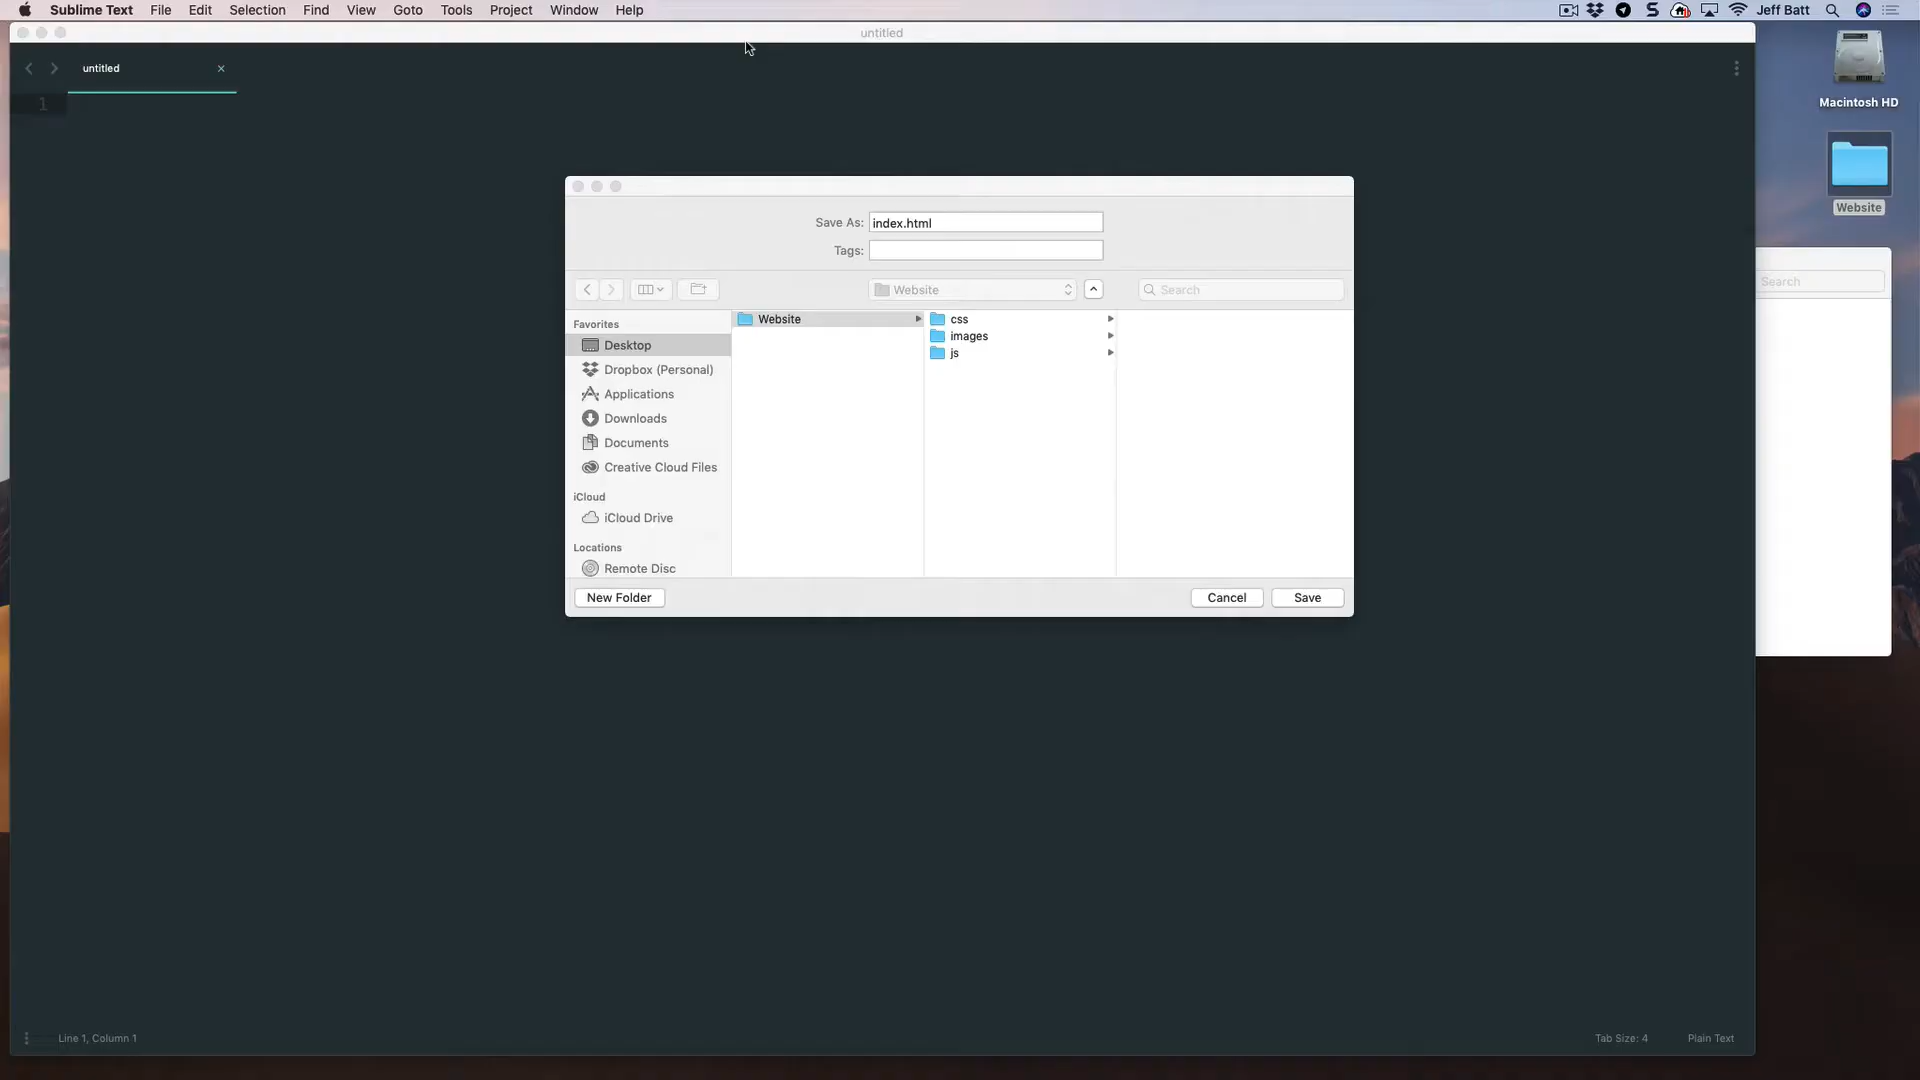 Sublime Text File Edit Selection Find View Goto Tools Project Window Help Jeff Batt
untitled
untitled
1
Macintosh HD
Website
Search
Save As: index.html
Tags:
Website
Search
Favorites
Desktop
Dropbox (Personal)
Applications
Downloads
Documents
Creative Cloud Files
iCloud
iCloud Drive
Locations
Remote Disc
Website
css
images
js
New Folder Cancel Save
Line 1, Column 1 Tab Size: 4 Plain Text